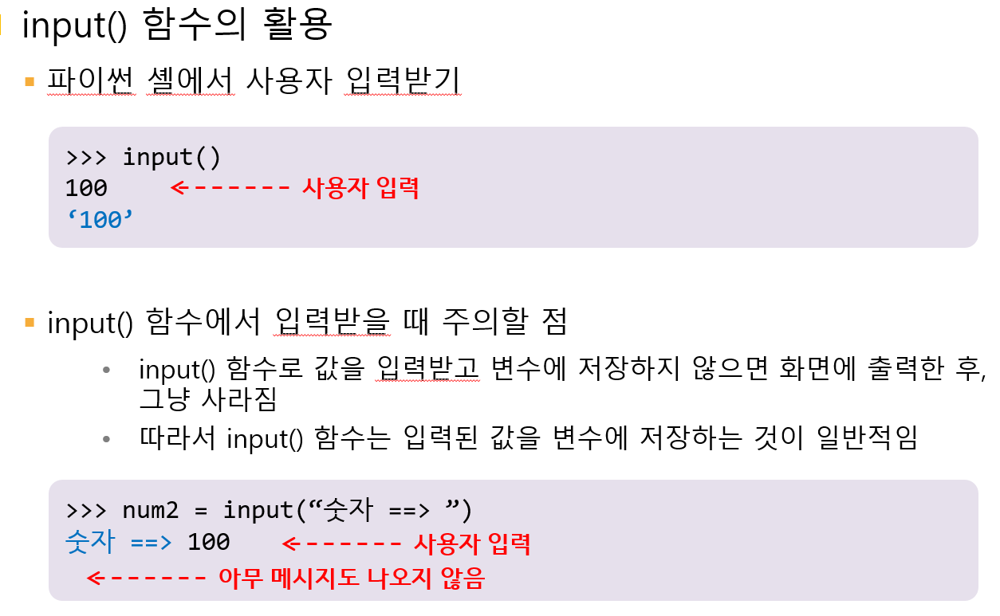 input() 함수의 활용
파이썬 셸에서 사용자 입력받기
>>> input()
100 <------- 사용자 입력
‘100’
input() 함수에서 입력받을 때 주의할 점
input() 함수로 값을 입력받고 변수에 저장하지 않으면 화면에 출력한 후,
그냥 사라짐
따라서 input() 함수는 입력된 값을 변수에 저장하는 것이 일반적임
>>> num2 = input(“숫자 ==> ”)
숫자 ==> 100 <------- 사용자 입력
<------- 아무 메시지도 나오지 않음